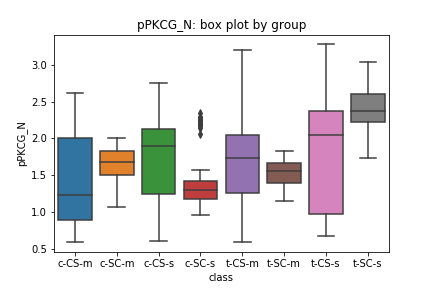 pPKCG_N: box plot by group
pPKCG_N
3.0
2.5
2.0
1.5
1.0
0.5
c-CS-m c-SC-m c-CS-s c-SC-s t-CS-m t-SC-m t-CS-s t-SC-s
class